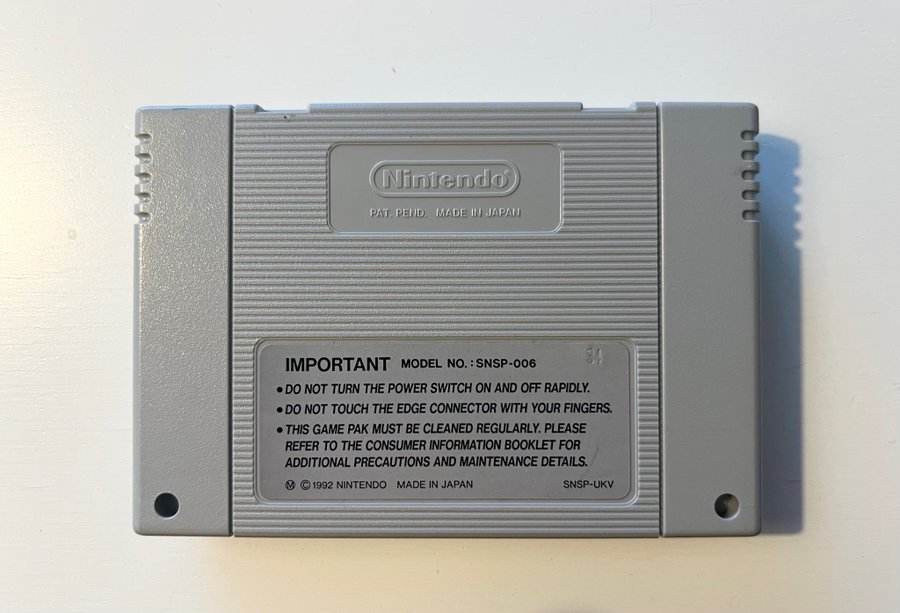 Nintendo®
PAT. PEND. MADE IN JAPAN
IMPORTANT MODEL NO. : SNSP-006
• DO NOT TURN THE POWER SWITCH ON AND OFF RAPIDLY.
• DO NOT TOUCH THE EDGE CONNECTOR WITH YOUR FINGERS.
• THIS GAME PAK MUST BE CLEANED REGULARLY. PLEASE
REFER TO THE CONSUMER INFORMATION BOOKLET FOR
ADDITIONAL PRECAUTIONS AND MAINTENANCE DETAILS.
Ⓜ ©1992 NINTENDO MADE IN JAPAN SNSP-UKV